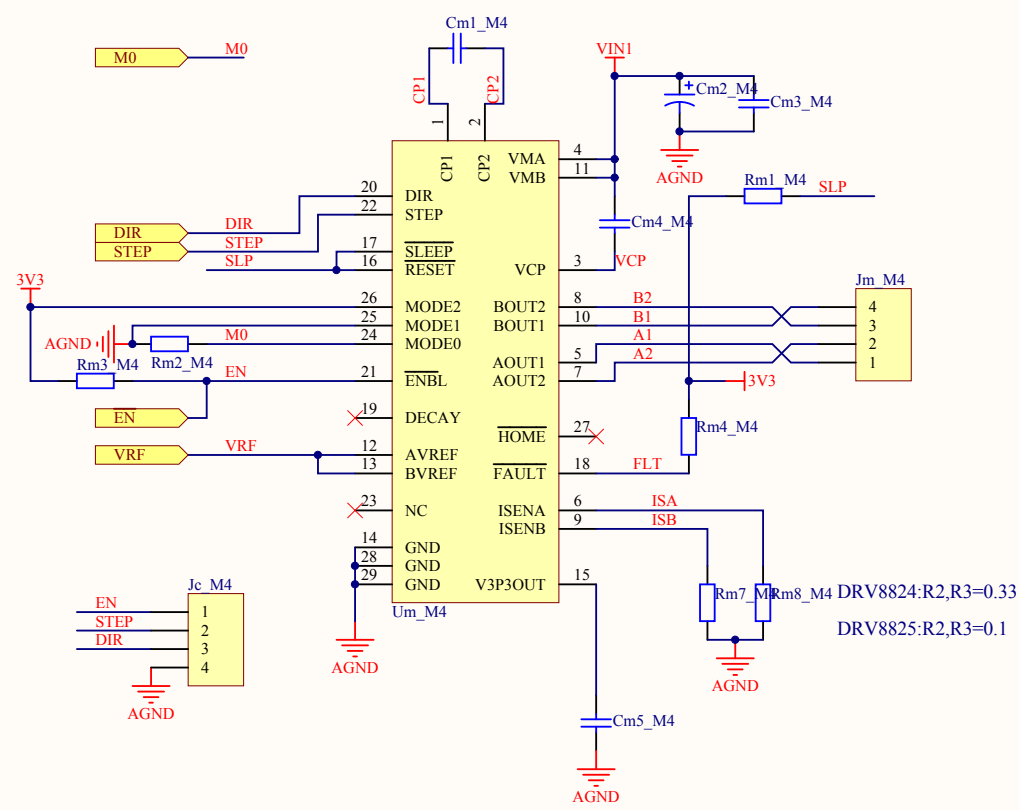 Cm1_M4
M0 M0
VIN1
CP1 CP2
Cm2_M4
Cm3_M4
1 2
CP1 CP2
VMA 4
VMB 11
AGND
Rm1_M4 SLP
20 DIR
22 STEP
Cm4_M4
DIR DIR
STEP STEP
17 SLEEP
SLP 16 RESET
VCP 3 VCP
3V3
Jm_M4
26 MODE2
BOUT2 8 B2 4
25 MODE1
BOUT1 10 B1 3
AGND Rm2_M4 M0 24 MODE0
A1 2
AOUT1 5
A2 1
Rm3_M4 EN 21 ENBL
AOUT2 7
3V3
EN
19 DECAY
HOME 27
Rm4_M4
VRF VRF 12 AVREF
13 BVREF
FAULT 18 FLT
23 NC
ISENA 6 ISA
ISENB 9 ISB
14 GND
28 GND
29 GND
V3P3OUT 15
Um_M4
Rm7_M4 Rm8_M4 DRV8824:R2,R3=0.33
DRV8825:R2,R3=0.1
Jc_M4
EN 1
STEP 2
DIR 3
4
AGND
AGND
AGND
Cm5_M4
AGND